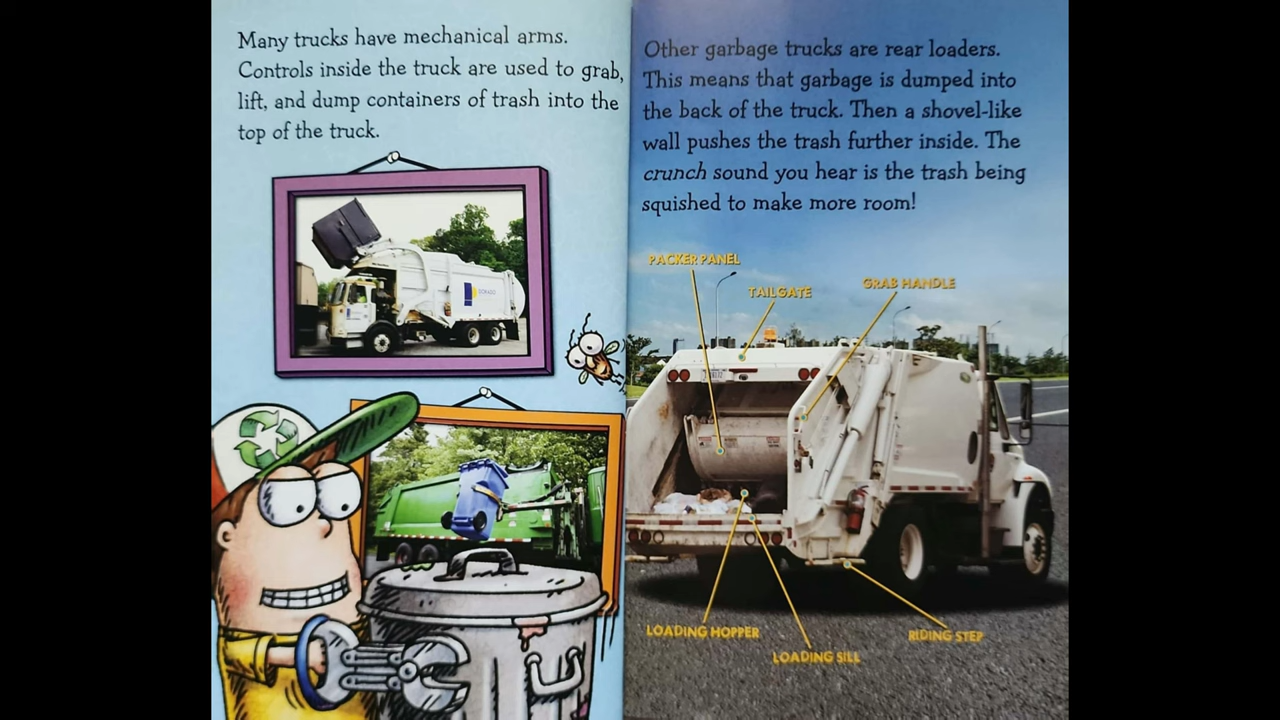 Many trucks have mechanical arms.
Controls inside the truck are used to grab,
lift, and dump containers of trash into the
top of the truck.
Other garbage trucks are rear loaders.
This means that garbage is dumped into
the back of the truck. Then a shovel-like
wall pushes the trash further inside. The
crunch sound you hear is the trash being
squished to make more room!
PACKER PANEL
TAILGATE
GRAB HANDLE
LOADING HOPPER
LOADING SILL
RIDING STEP